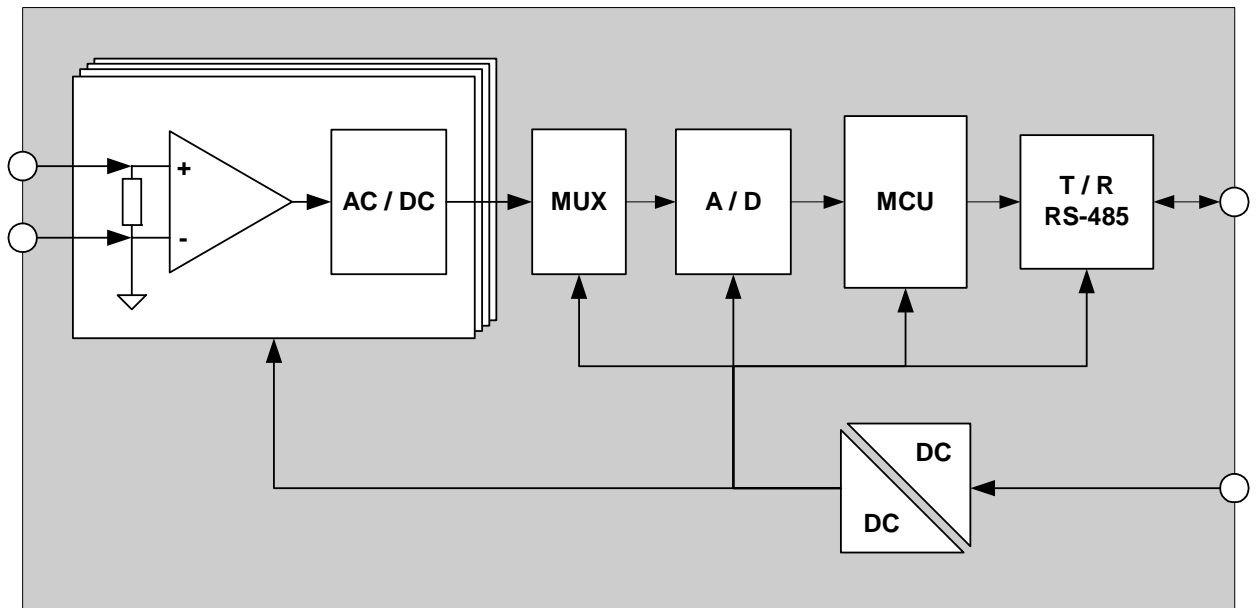 +
-
AC / DC
MUX
A / D
MCU
T / R
RS-485
DC
DC